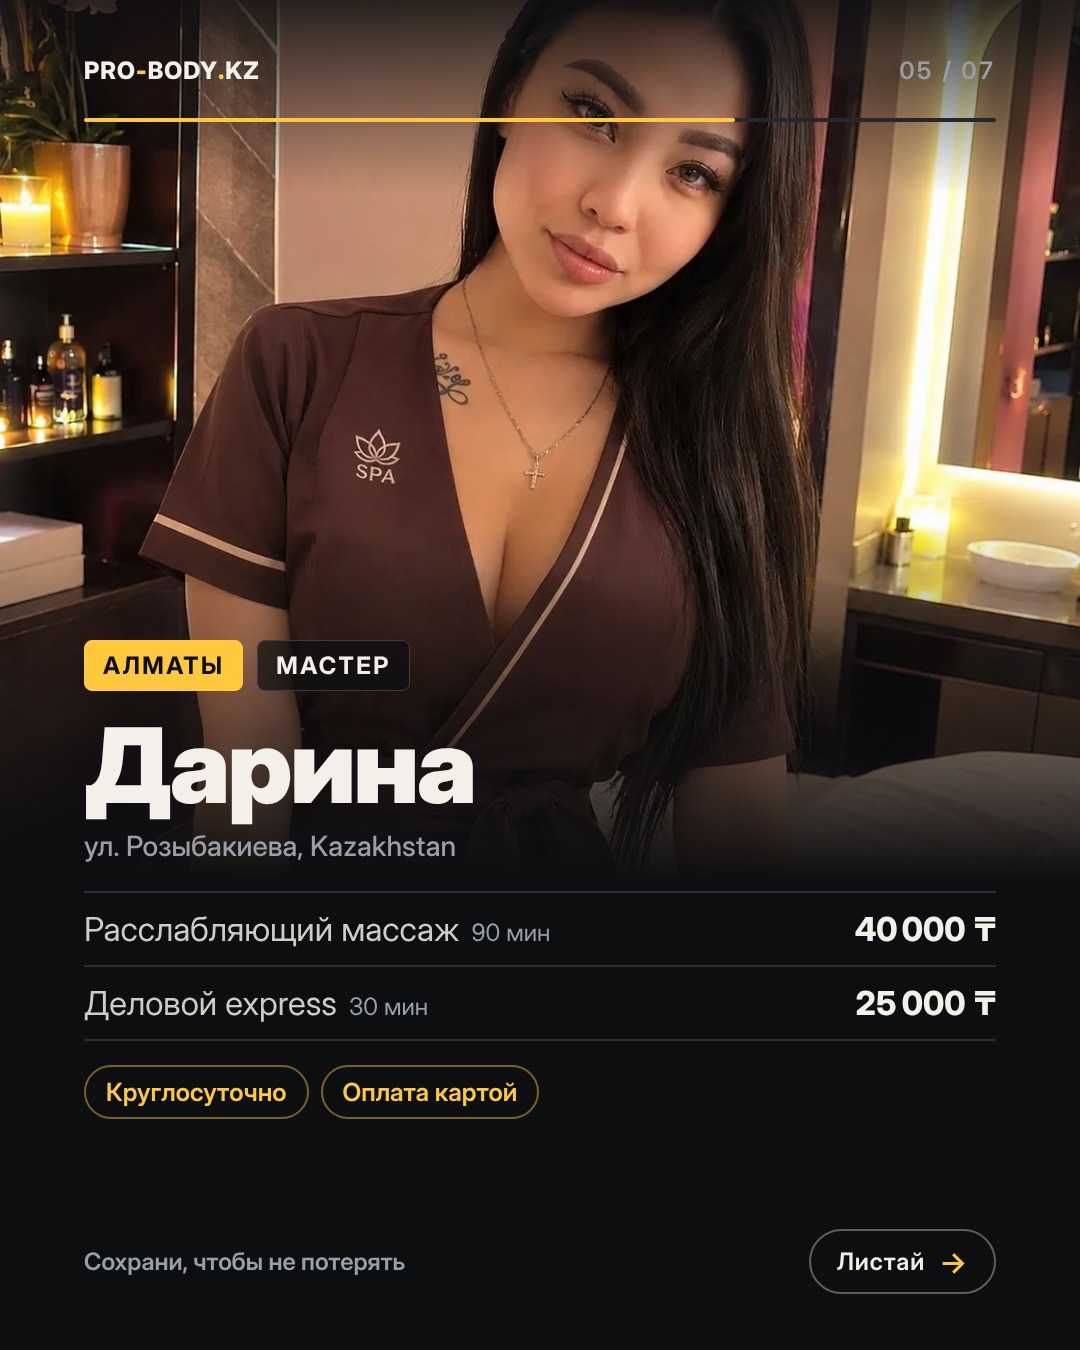 PRO-BODY.KZ
05 / 07
SPA
АЛМАТЫ
МАСТЕР
Дарина
ул. Розыбакиева, Kazakhstan
Расслабляющий массаж 90 мин 40 000 ₸
Деловой express 30 мин 25 000 ₸
Круглосуточно
Оплата картой
Сохрани, чтобы не потерять
Листай →